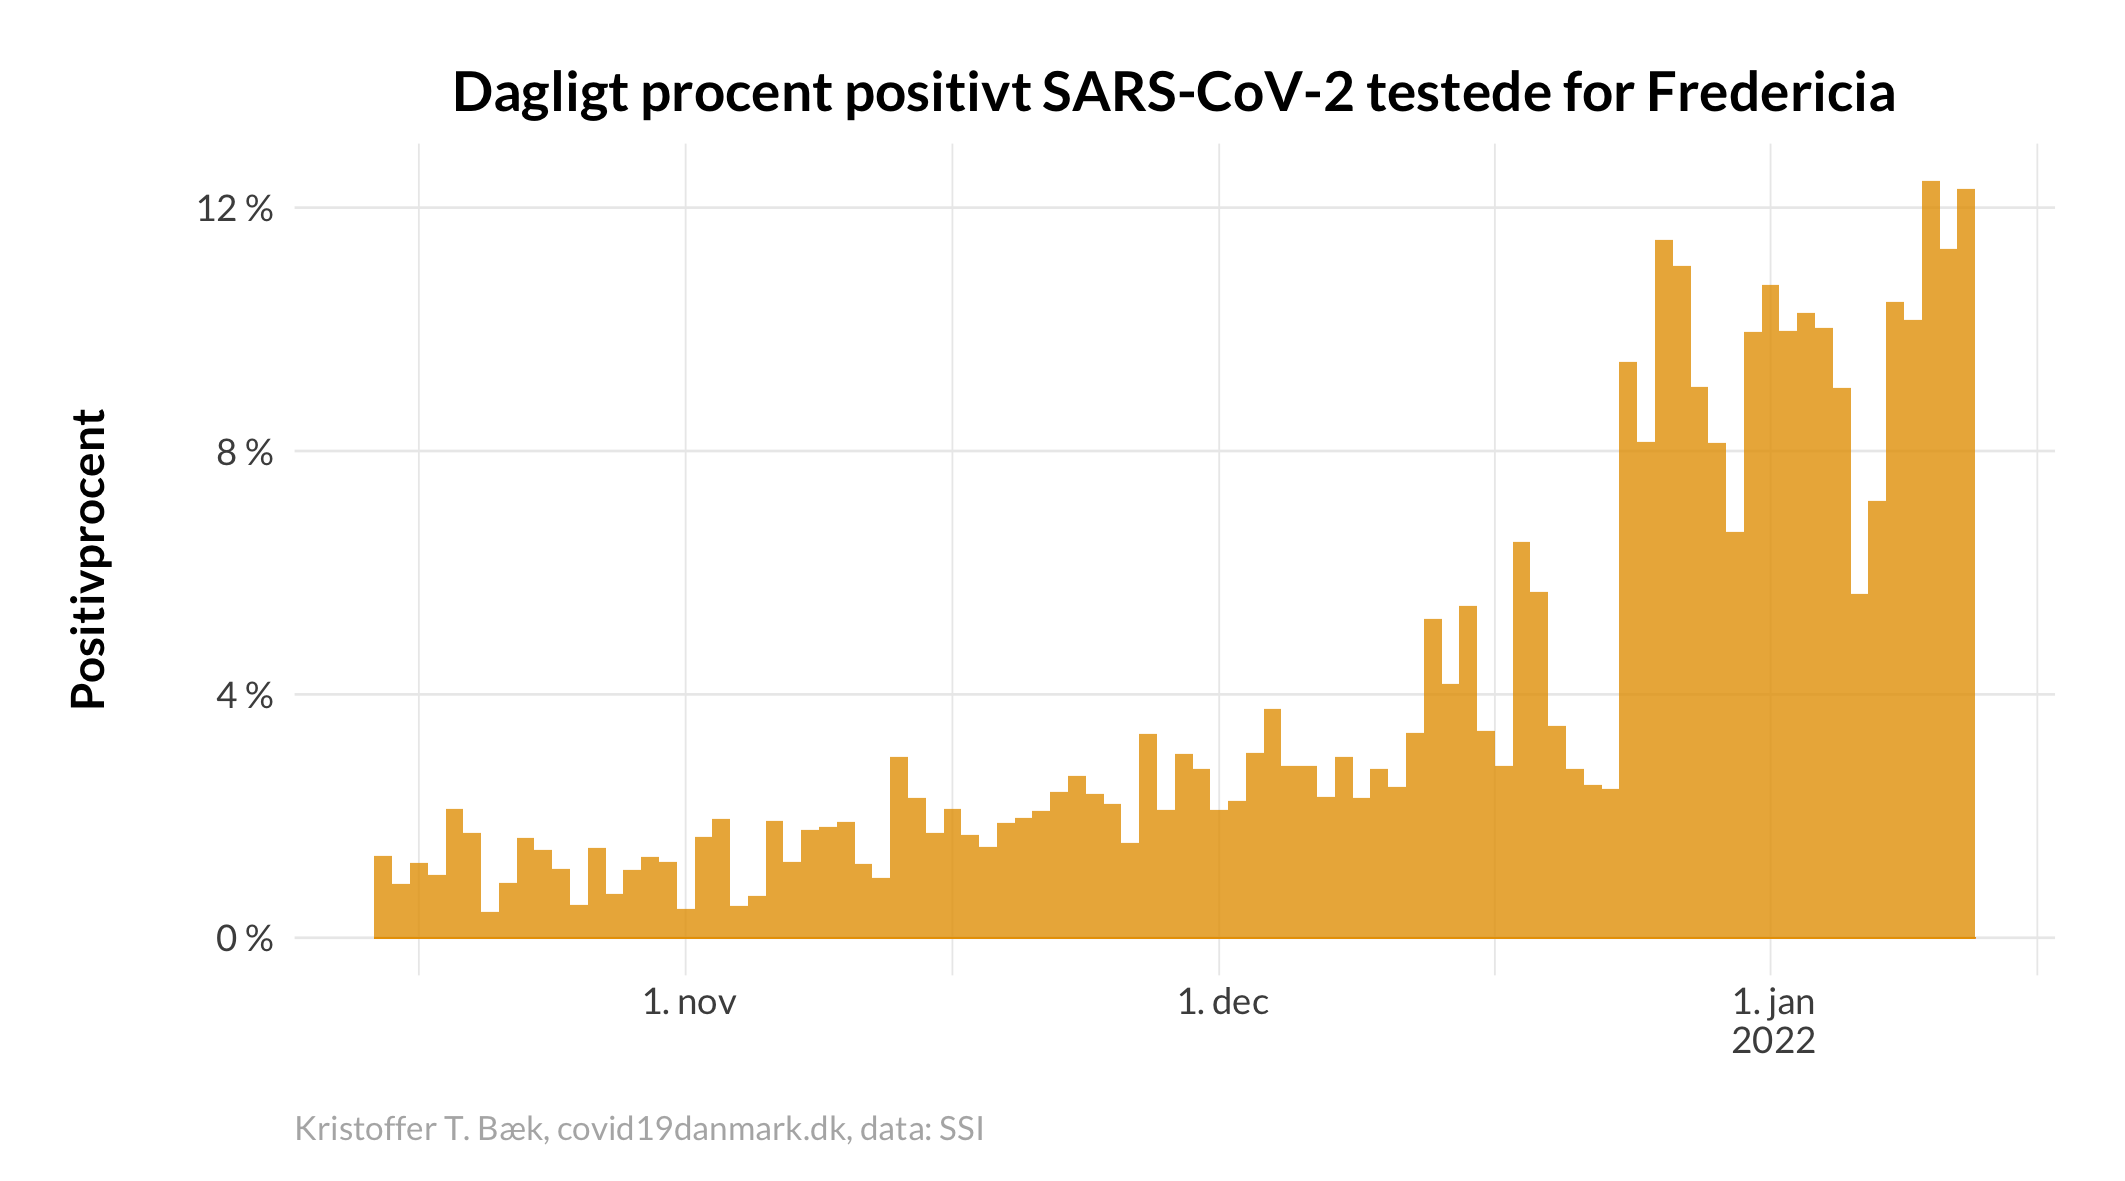 Dagligt procent positivt SARS-CoV-2 testede for Fredericia
Positivprocent
12 %
8 %
4 %
0 %
1. nov
1. dec
1. jan
2022
Kristoffer T. Bæk, covid19danmark.dk, data: SSI